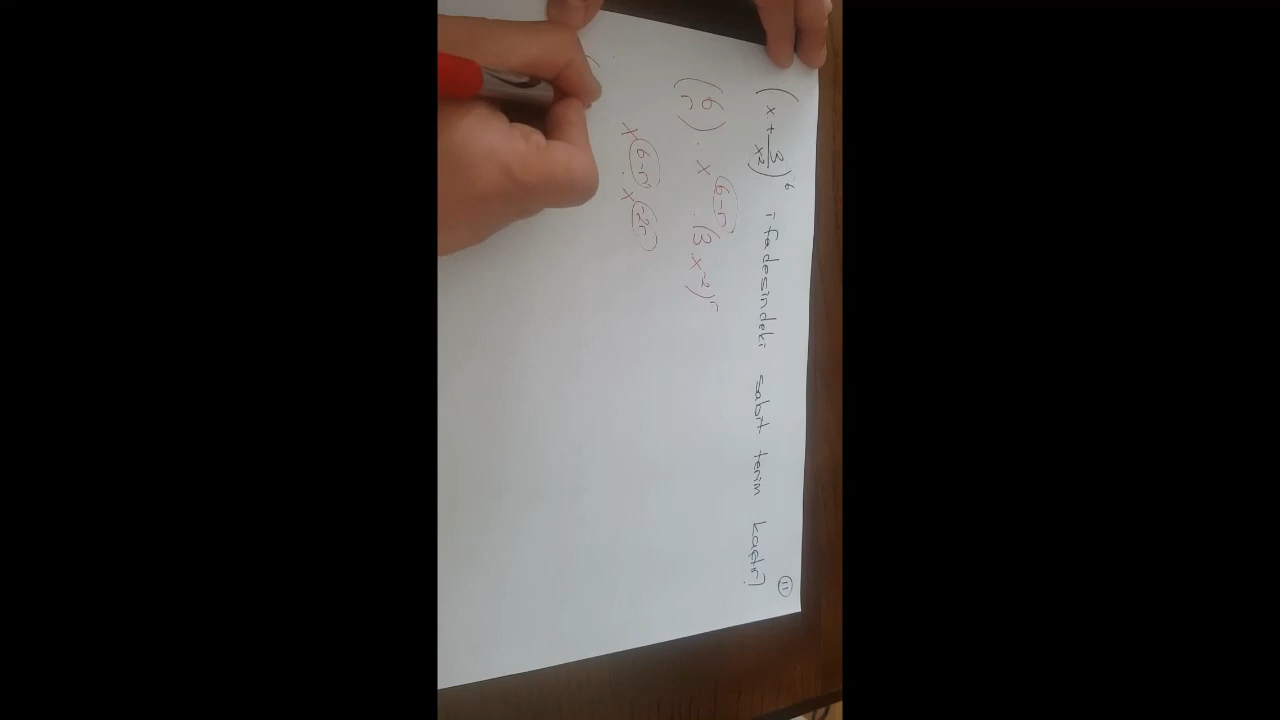 (11)
(x + 3/x²)⁶ ifadesindeki sabit terim kaçtır?
(6 r) . x^(6-r) . (3.x⁻²)^r
x^(6-r) . x^(-2r)
(